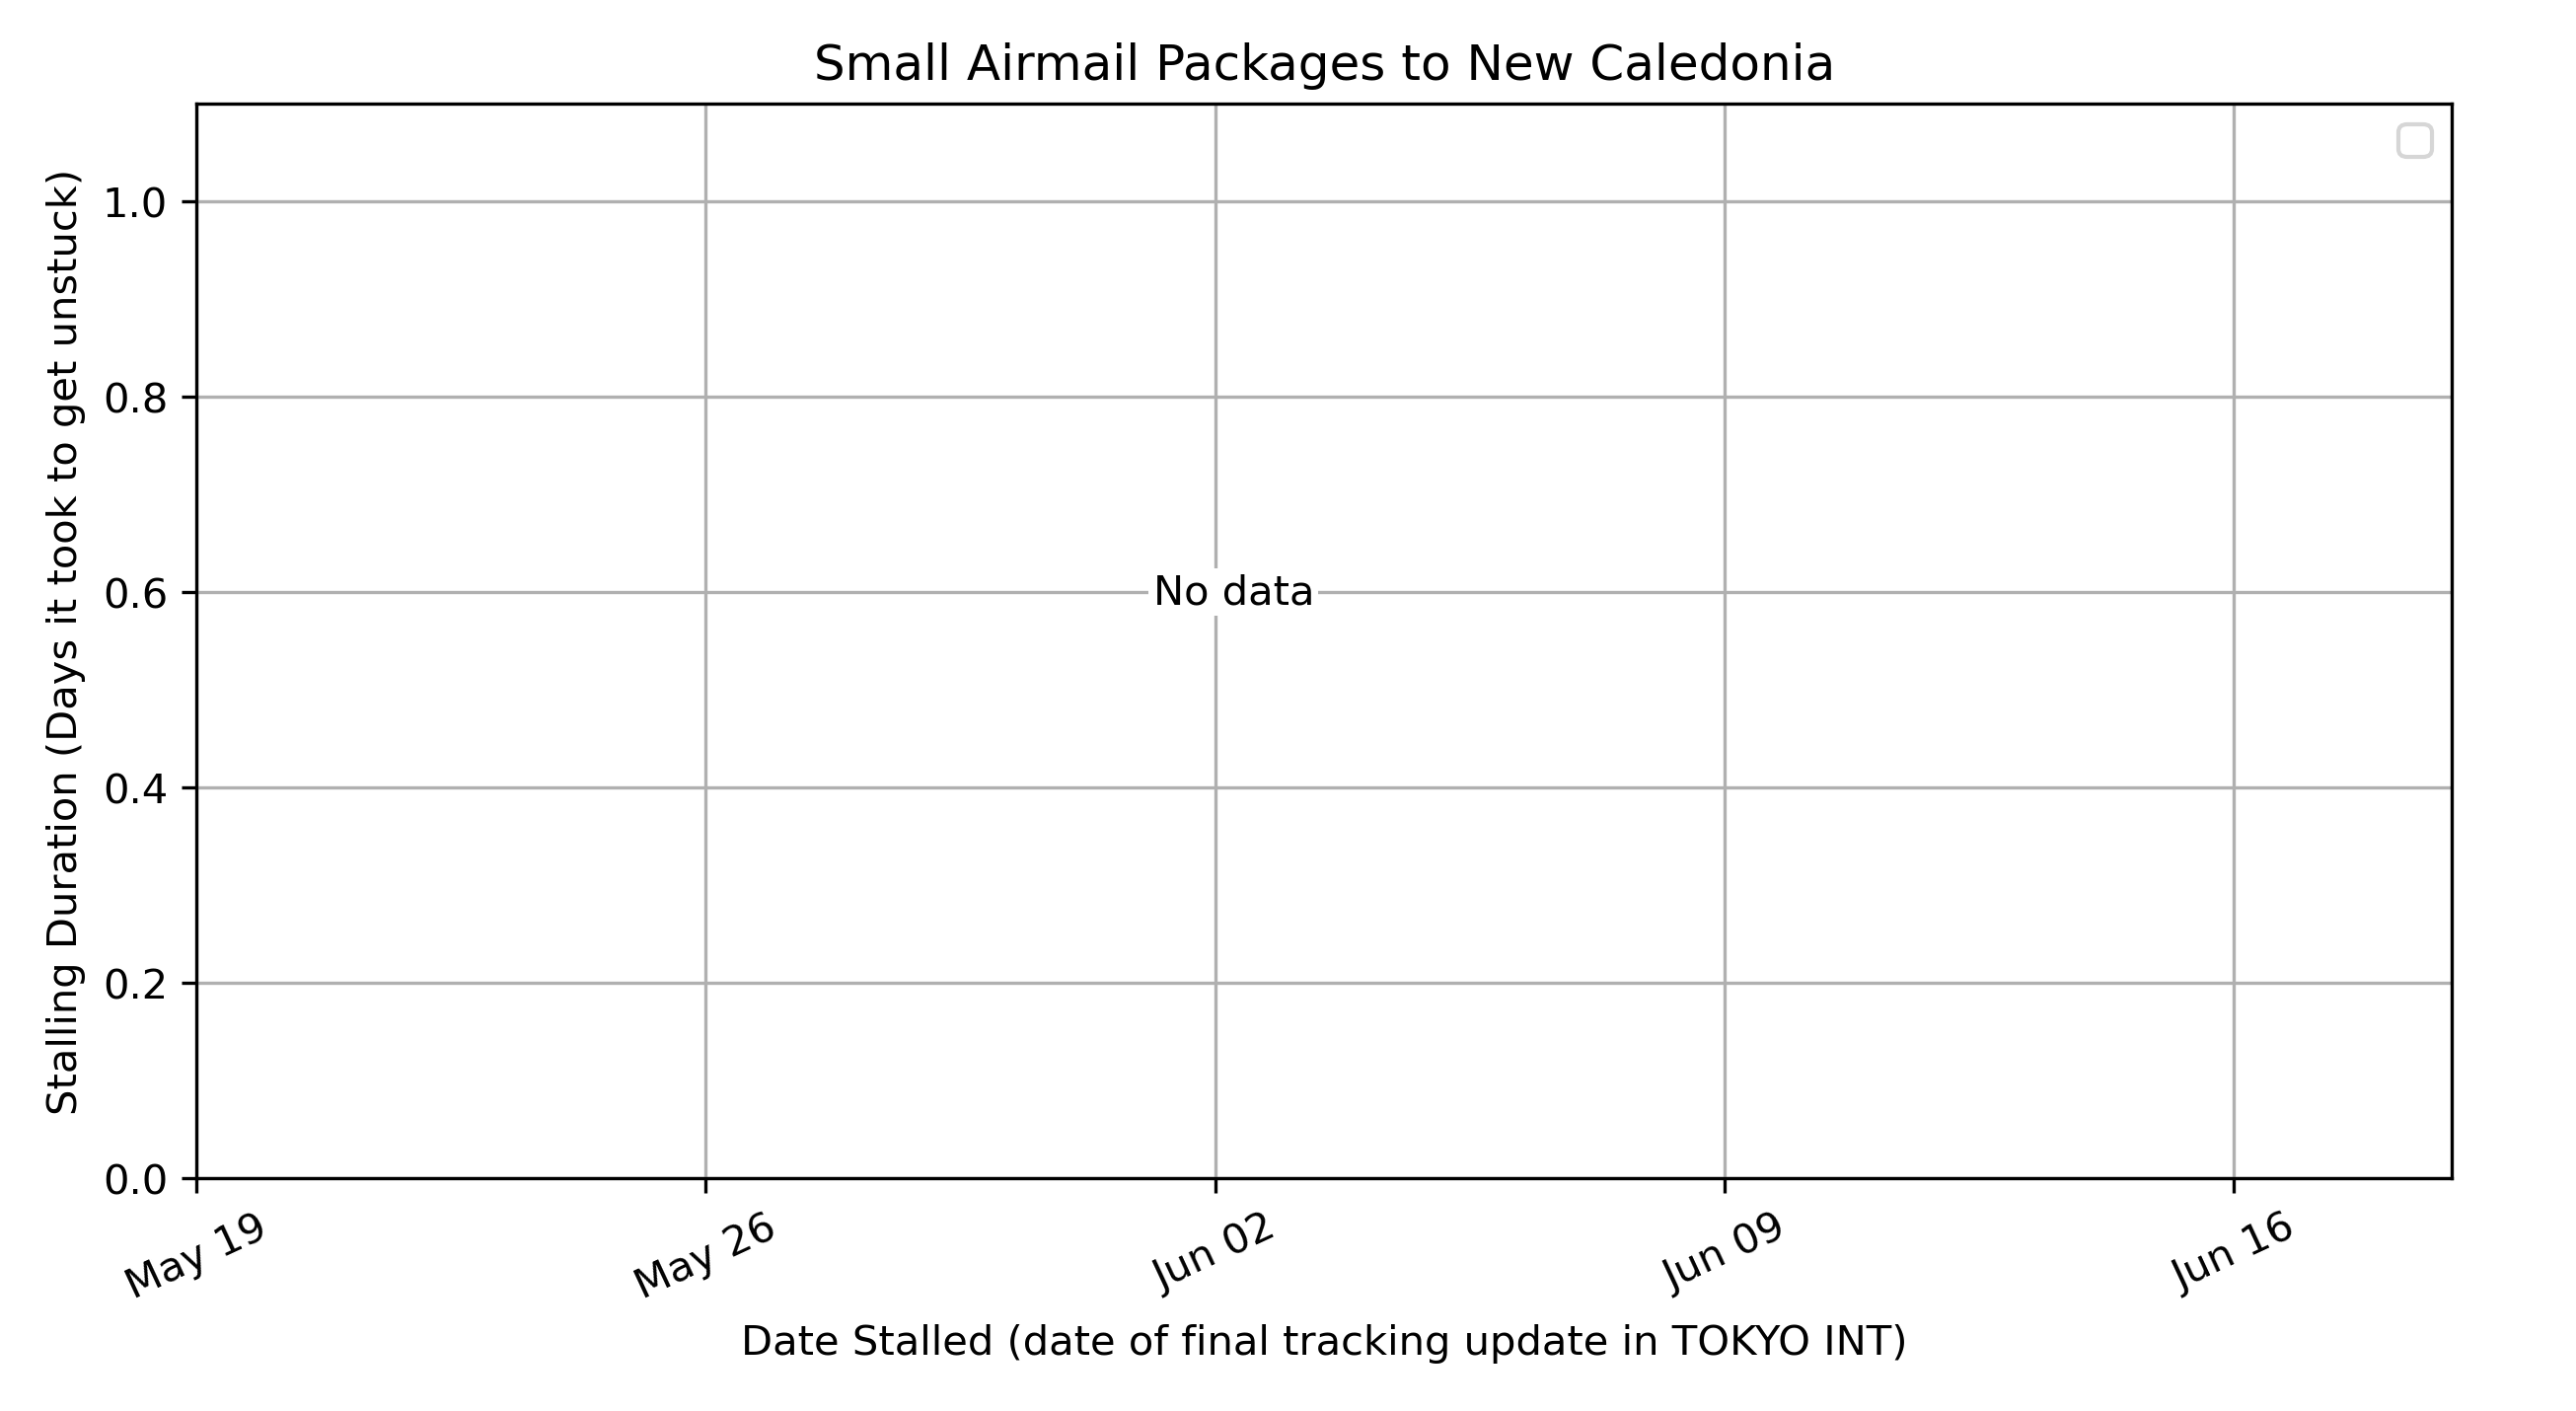 Small Airmail Packages to New Caledonia
Stalling Duration (Days it took to get unstuck)
1.0
0.8
0.6
0.4
0.2
0.0
No data
May 19
May 26
Jun 02
Jun 09
Jun 16
Date Stalled (date of final tracking update in TOKYO INT)